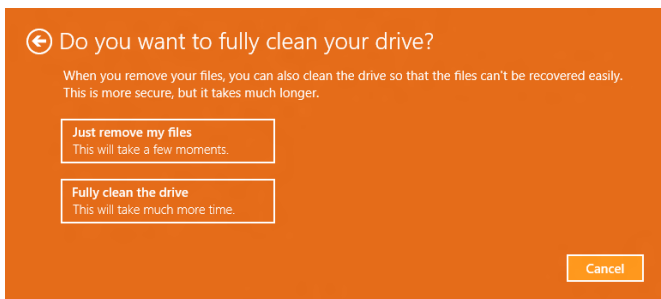 Do you want to fully clean your drive?
When you remove your files, you can also clean the drive so that the files can't be recovered easily.
This is more secure, but it takes much longer.
Just remove my files
This will take a few moments.
Fully clean the drive
This will take much more time.
Cancel